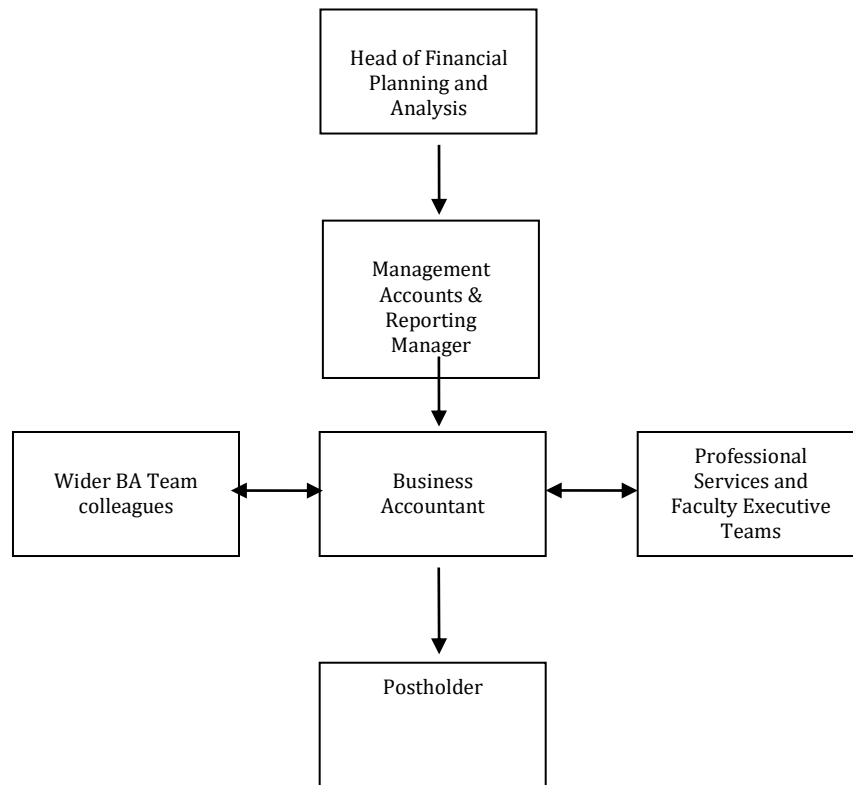 Head of Financial
Planning and
Analysis
Management
Accounts &
Reporting
Manager
Wider BA Team
colleagues
Business
Accountant
Professional
Services and
Faculty Executive
Teams
Postholder